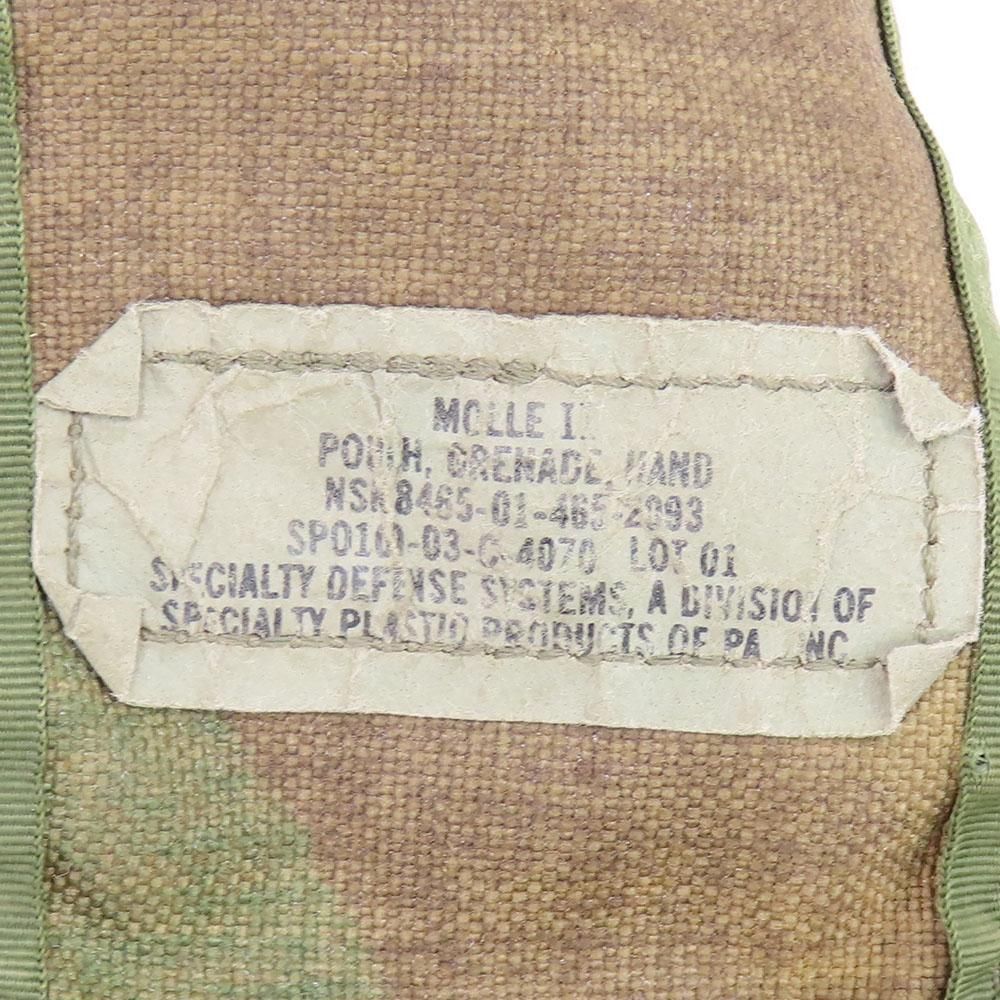 MOLLE II
POUCH, GRENADE, HAND
NSN 8465-01-465-2093
SPO100-03-C-4070 LOT 01
SPECIALTY DEFENSE SYSTEMS, A DIVISION OF
SPECIALTY PLASTIC PRODUCTS OF PA. INC